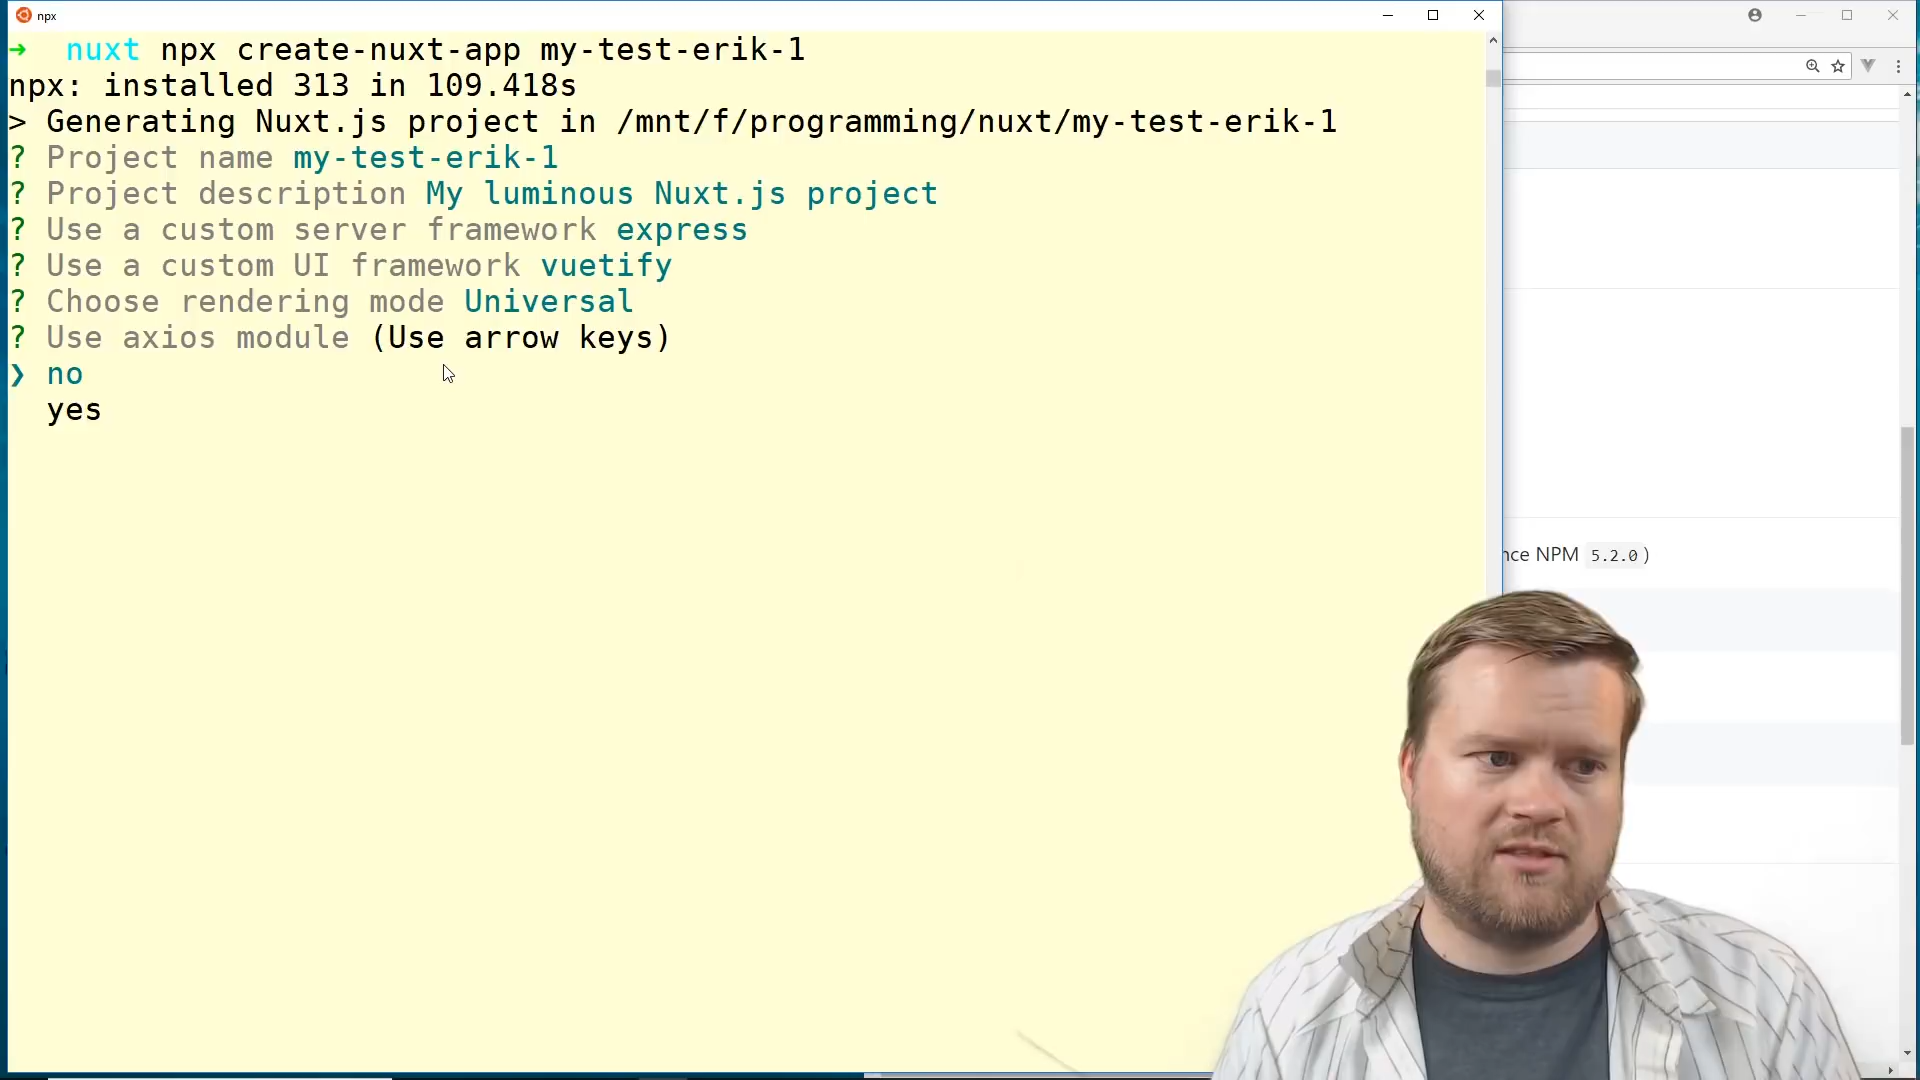 npx
➜ nuxt npx create-nuxt-app my-test-erik-1
npx: installed 313 in 109.418s
> Generating Nuxt.js project in /mnt/f/programming/nuxt/my-test-erik-1
? Project name my-test-erik-1
? Project description My luminous Nuxt.js project
? Use a custom server framework express
? Use a custom UI framework vuetify
? Choose rendering mode Universal
? Use axios module (Use arrow keys)
❯ no
yes
NPM 5.2.0 )